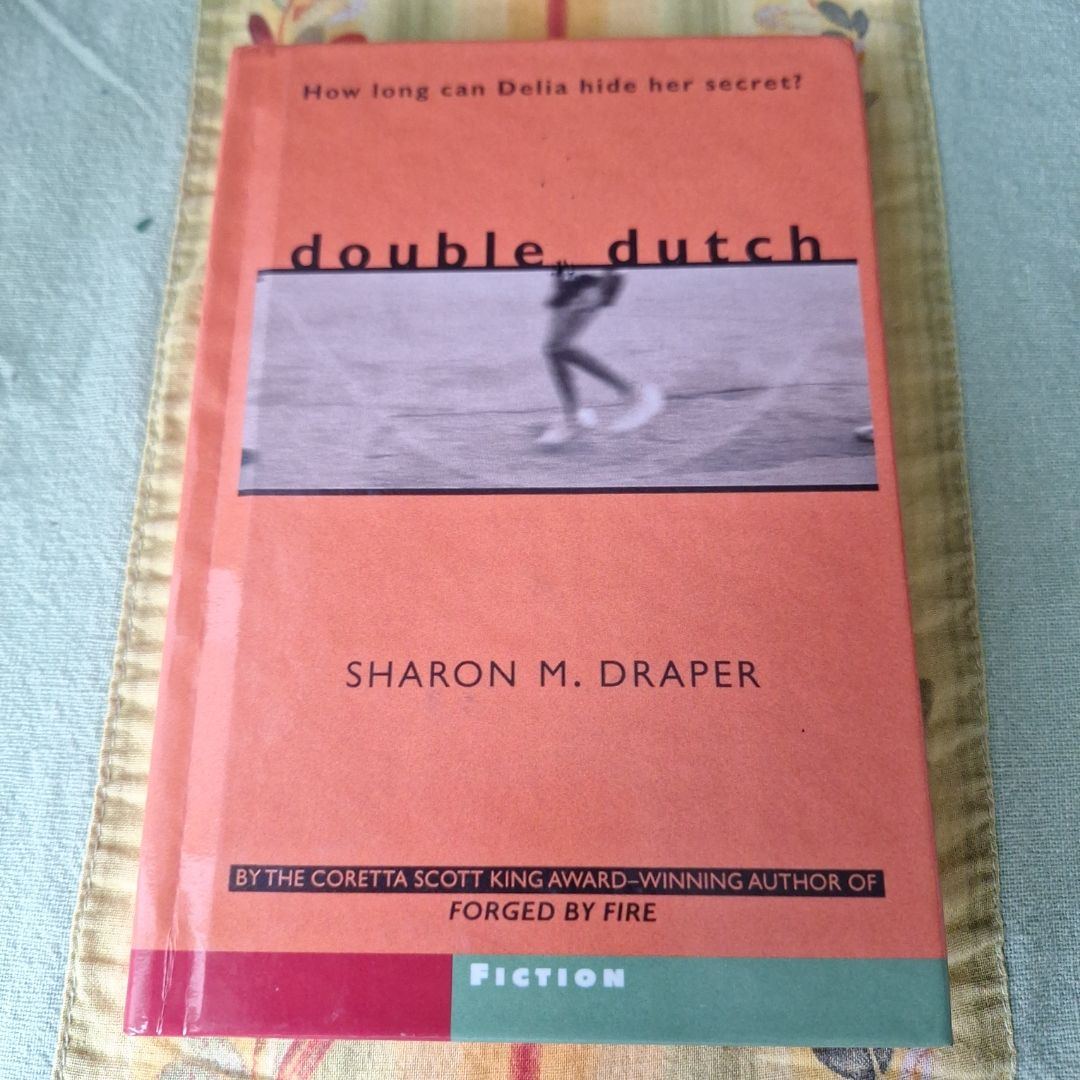 How long can Delia hide her secret?
double dutch
SHARON M. DRAPER
BY THE CORETTA SCOTT KING AWARD–WINNING AUTHOR OF
FORGED BY FIRE
FICTION